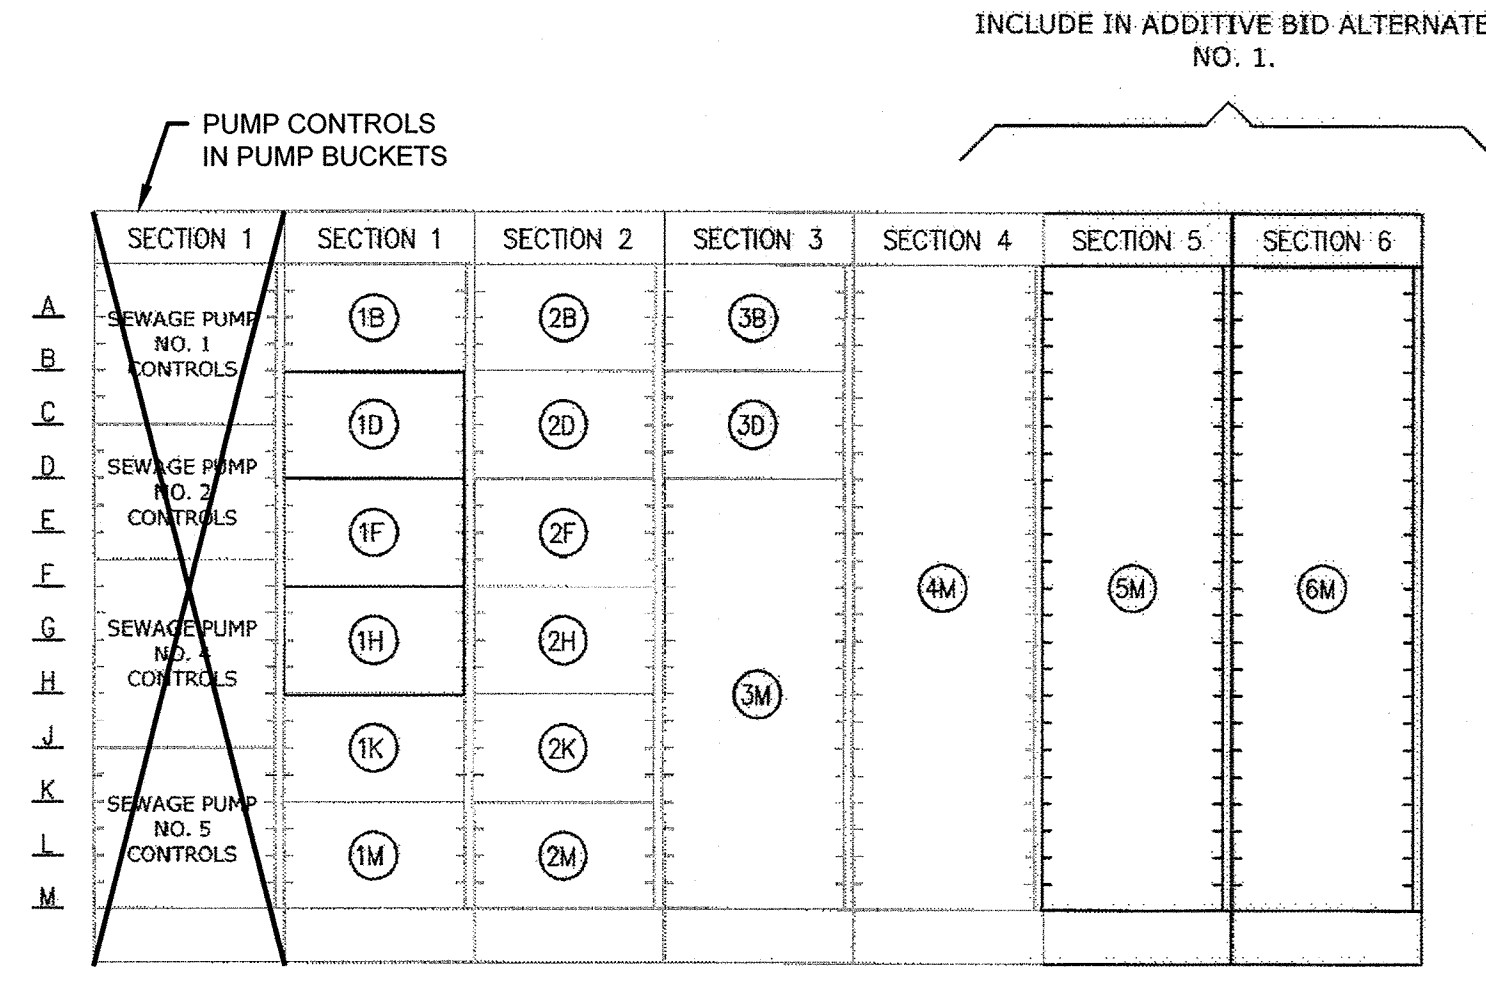 INCLUDE IN ADDITIVE BID ALTERNATE
NO. 1.
PUMP CONTROLS
IN PUMP BUCKETS
SECTION 1
SECTION 1
SECTION 2
SECTION 3
SECTION 4
SECTION 5
SECTION 6
A
B
C
D
E
F
G
H
J
K
L
M
SEWAGE PUMP
NO. 1
CONTROLS
SEWAGE PUMP
NO. 2
CONTROLS
SEWAGE PUMP
NO. 4
CONTROLS
SEWAGE PUMP
NO. 5
CONTROLS
1B
1D
1F
1H
1K
1M
2B
2D
2F
2H
2K
2M
3B
3D
3M
4M
5M
6M